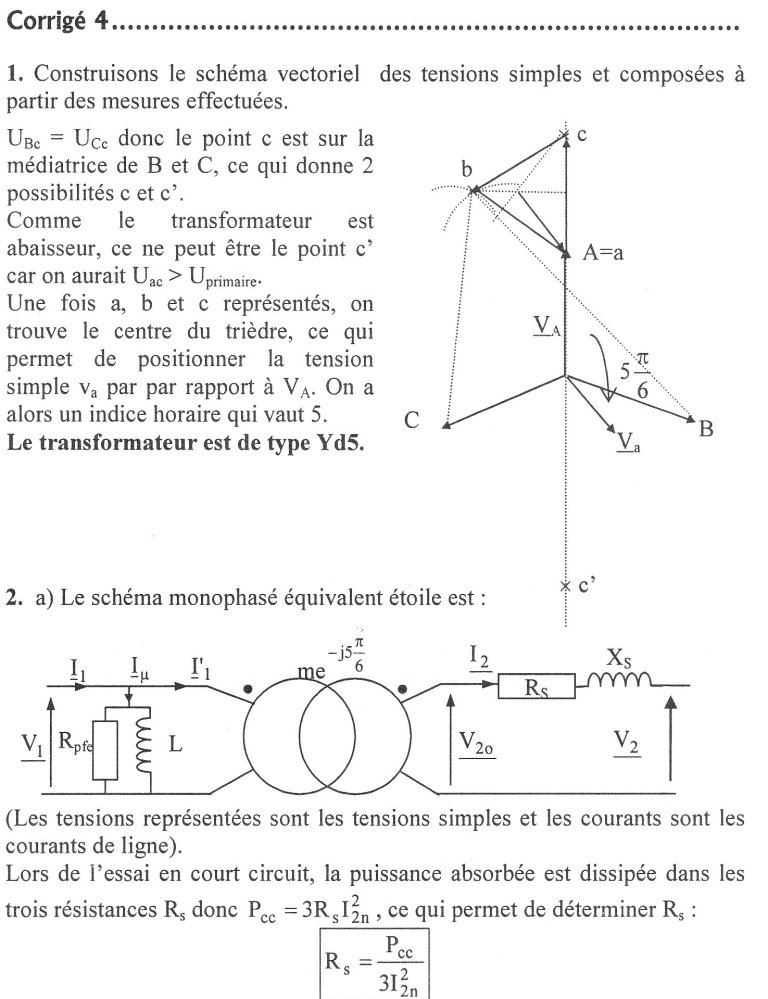 Corrigé 4
1. Construisons le schéma vectoriel des tensions simples et composées à
partir des mesures effectuées.
U_Bc = U_Cc donc le point c est sur la
médiatrice de B et C, ce qui donne 2
possibilités c et c’.
Comme le transformateur est
abaisseur, ce ne peut être le point c’
car on aurait U_ac > U_primaire.
Une fois a, b et c représentés, on
trouve le centre du trièdre, ce qui
permet de positionner la tension
simple v_a par par rapport à V_A. On a
alors un indice horaire qui vaut 5.
Le transformateur est de type Yd5.
c
b
A=a
V_A
5 π/6
C
B
V_a
c’
2. a) Le schéma monophasé équivalent étoile est :
I_1 I_μ I'_1 me^(-j5 π/6) I_2 R_S X_S
V_1 R_pfe L V_2o V_2
(Les tensions représentées sont les tensions simples et les courants sont les
courants de ligne).
Lors de l’essai en court circuit, la puissance absorbée est dissipée dans les
trois résistances R_s donc P_cc = 3R_s I_2n^2 , ce qui permet de déterminer R_s :
R_s = P_cc / 3I_2n^2